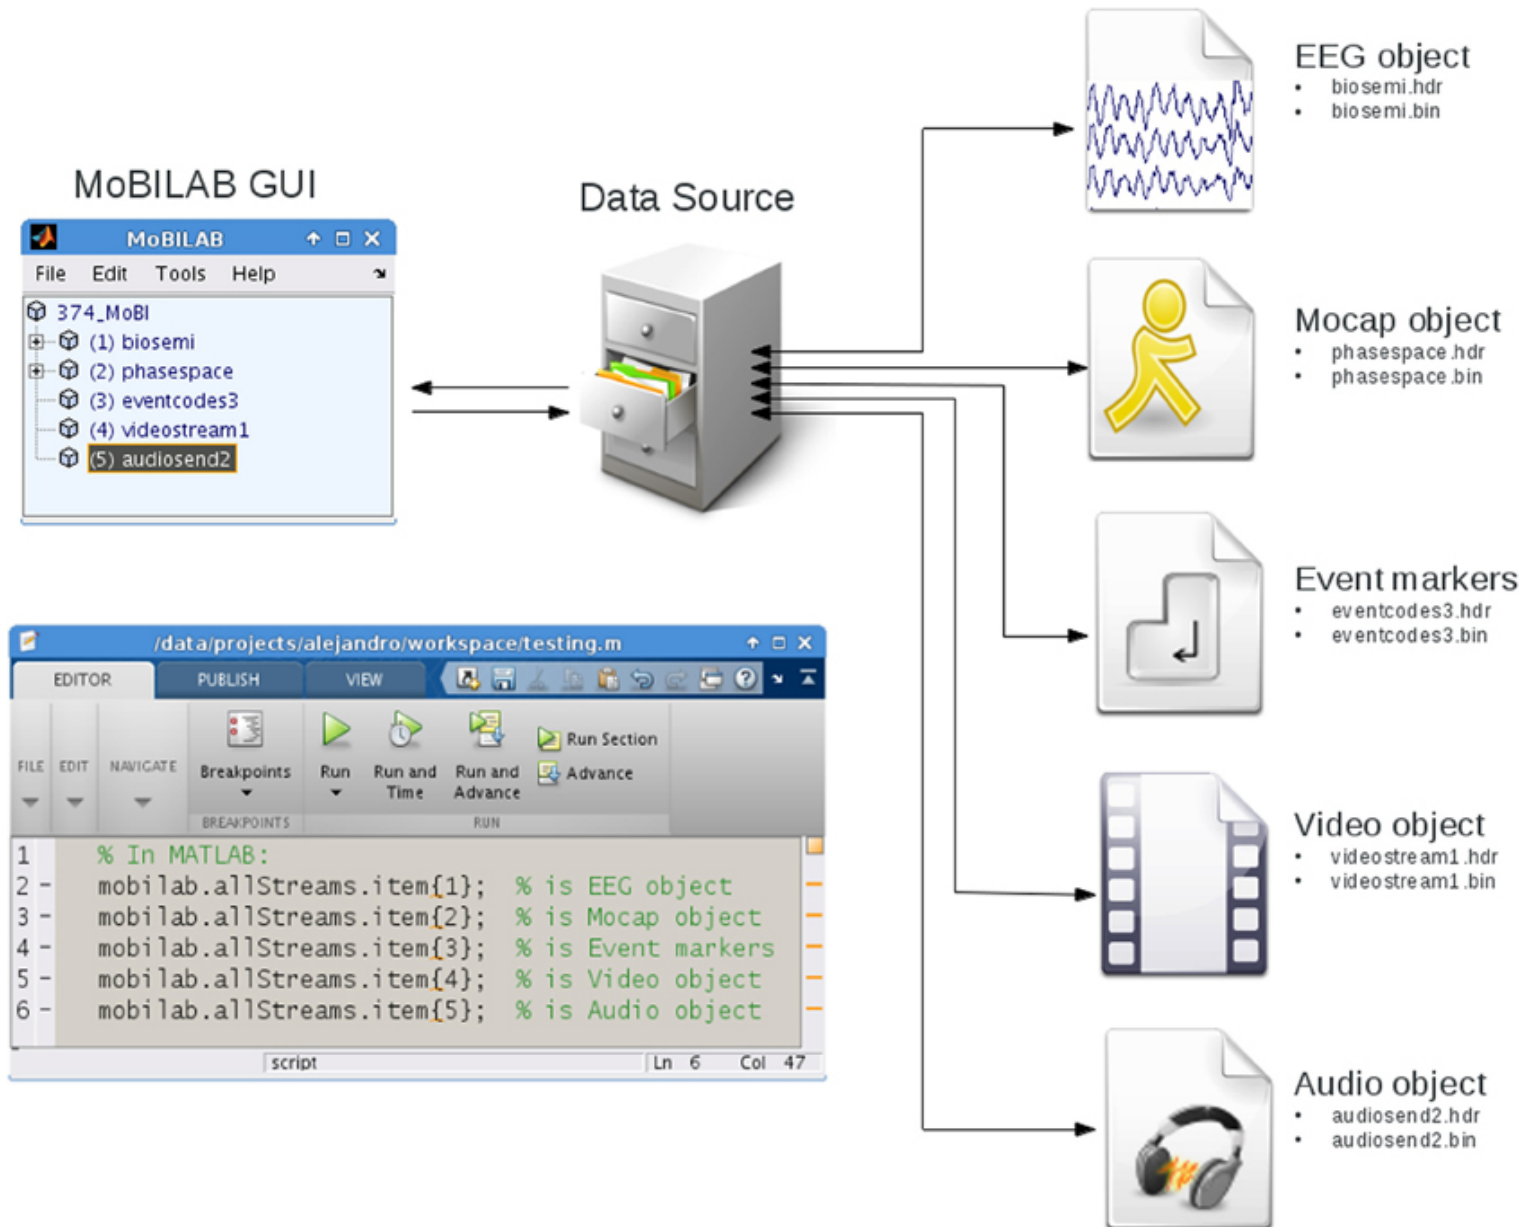 MoBILAB GUI
MoBILAB
File Edit Tools Help
374_MoBI
(1) biosemi
(2) phasespace
(3) eventcodes3
(4) videostream1
(5) audiosend2
Data Source
EEG object
• biosemi.hdr
• biosemi.bin
Mocap object
• phasespace.hdr
• phasespace.bin
Event markers
• eventcodes3.hdr
• eventcodes3.bin
Video object
• videostream1.hdr
• videostream1.bin
Audio object
• audiosend2.hdr
• audiosend2.bin
/data/projects/alejandro/workspace/testing.m
EDITOR PUBLISH VIEW
FILE EDIT NAVIGATE Breakpoints Run Run and Time Run and Advance Run Section
Advance
BREAKPOINTS RUN
1 % In MATLAB:
2 - mobilab.allStreams.item{1}; % is EEG object
3 - mobilab.allStreams.item{2}; % is Mocap object
4 - mobilab.allStreams.item{3}; % is Event markers
5 - mobilab.allStreams.item{4}; % is Video object
6 - mobilab.allStreams.item{5}; % is Audio object
script Ln 6 Col 47